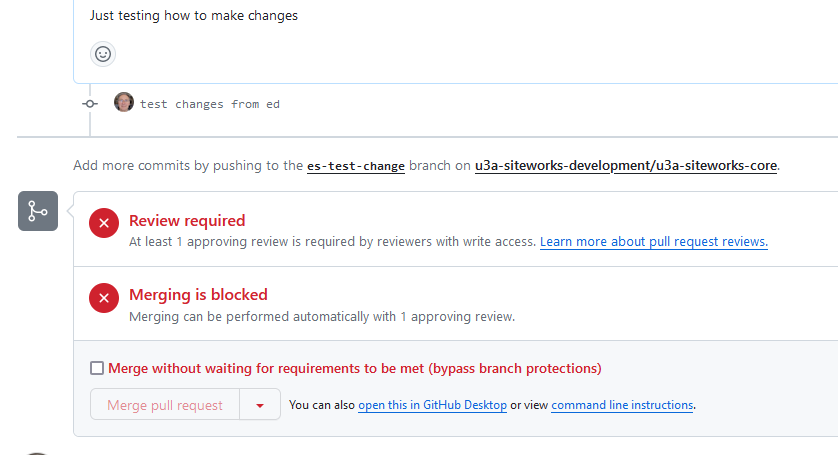 Just testing how to make changes
test changes from ed
Add more commits by pushing to the es-test-change branch on u3a-siteworks-development/u3a-siteworks-core.
Review required
At least 1 approving review is required by reviewers with write access. Learn more about pull request reviews.
Merging is blocked
Merging can be performed automatically with 1 approving review.
Merge without waiting for requirements to be met (bypass branch protections)
Merge pull request You can also open this in GitHub Desktop or view command line instructions.